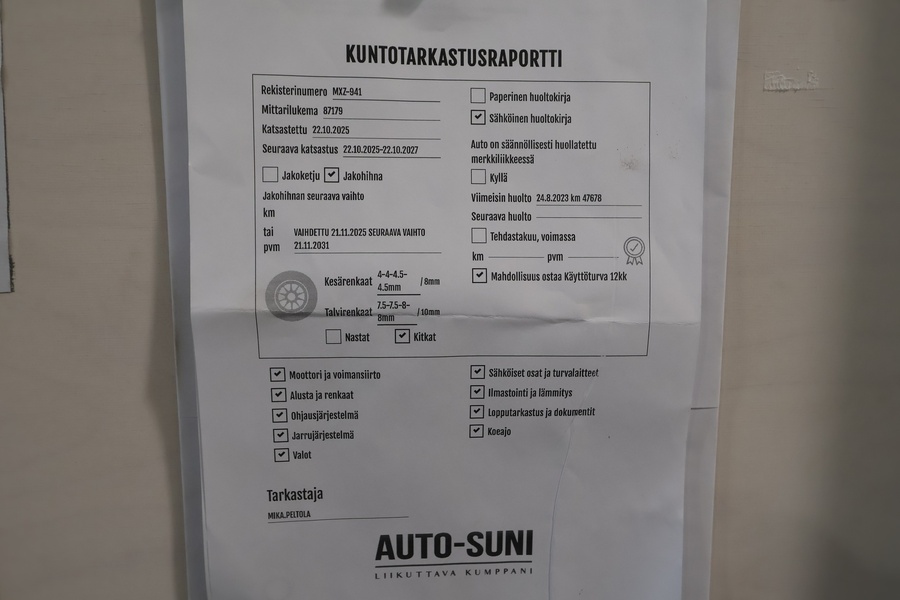 KUNTOTARKASTUSRAPORTTI
Rekisterinumero MXZ-941
Mittarilukema 87179
Katsastettu 22.10.2025
Seuraava katsastus 22.10.2025-22.10.2027
Jakoketju Jakohihna
Jakohihnan seuraava vaihto
km
tai
pvm
VAIHDETTU 21.11.2025 SEURAAVA VAIHTO
21.11.2031
Kesärenkaat 4-4-4.5-
4.5mm / 8mm
Talvirenkaat 7.5-7.5-8-
8mm / 10mm
Nastat Kitkat
Paperinen huoltokirja
Sähköinen huoltokirja
Auto on säännöllisesti huollatettu
merkkiliikkeessä
Kyllä
Viimeisin huolto 24.8.2023 km 47678
Seuraava huolto
Tehdastakuu, voimassa
km pvm
Mahdollisuus ostaa Käyttöturva 12kk
Moottori ja voimansiirto
Alusta ja renkaat
Ohjausjärjestelmä
Jarrujärjestelmä
Valot
Sähköiset osat ja turvalaitteet
Ilmastointi ja lämmitys
Lopputarkastus ja dokumentit
Koeajo
Tarkastaja
MIKA.PELTOLA
AUTO-SUNI
LIIKUTTAVA KUMPPANI